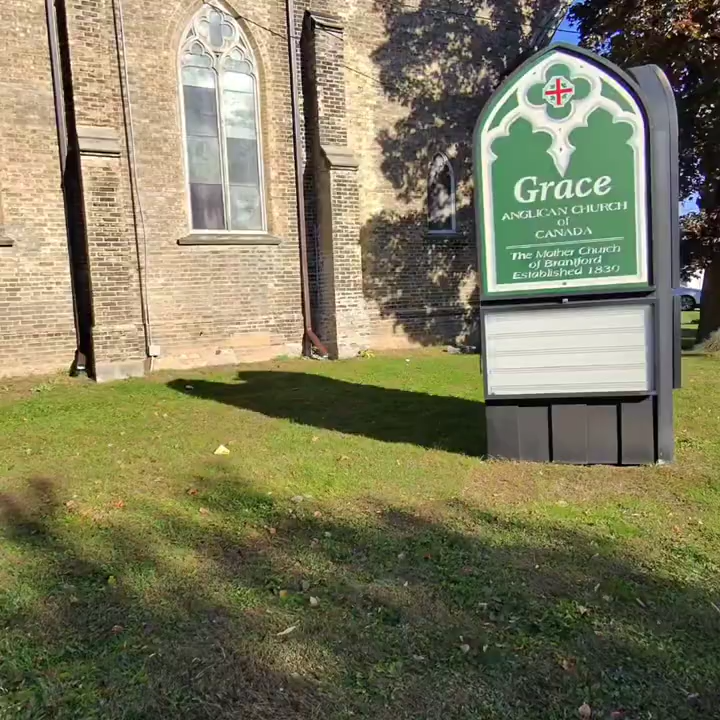 Grace
ANGLICAN CHURCH
of
CANADA
The Mother Church
of Brantford
Established 1830